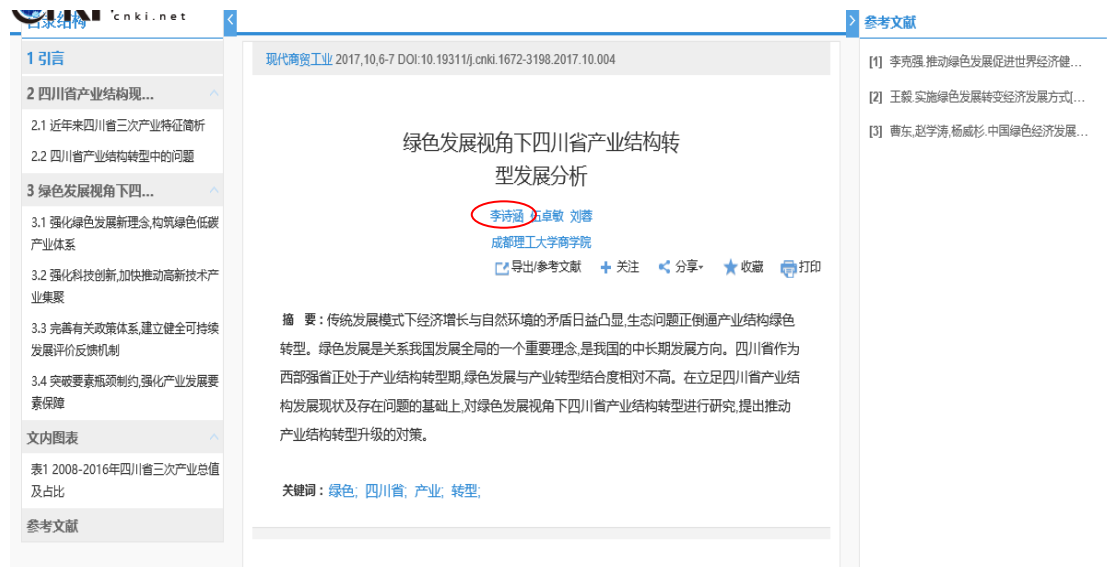 cnki.net
目录结构
1 引言
2 四川省产业结构现...
2.1 近年来四川省三次产业特征简析
2.2 四川省产业结构转型中的问题
3 绿色发展视角下四...
3.1 强化绿色发展新理念,构筑绿色低碳
产业体系
3.2 强化科技创新,加快推动高新技术产
业集聚
3.3 完善有关政策体系,建立健全可持续
发展评价反馈机制
3.4 突破要素瓶颈制约,强化产业发展要
素保障
文内图表
表1 2008-2016年四川省三次产业总值
及占比
参考文献
现代商贸工业 2017,10,6-7 DOI:10.19311/j.cnki.1672-3198.2017.10.004
绿色发展视角下四川省产业结构转
型发展分析
李诗涵 伍卓敏 刘蓉
成都理工大学商学院
导出/参考文献 关注 分享 收藏 打印
摘 要:传统发展模式下经济增长与自然环境的矛盾日益凸显,生态问题正倒逼产业结构绿色
转型。绿色发展是关系我国发展全局的一个重要理念,是我国的中长期发展方向。四川省作为
西部强省正处于产业结构转型期,绿色发展与产业转型结合度相对不高。在立足四川省产业结
构发展现状及存在问题的基础上,对绿色发展视角下四川省产业结构转型进行研究,提出推动
产业结构转型升级的对策。
关键词:绿色; 四川省; 产业; 转型;
参考文献
[1] 李克强.推动绿色发展促进世界经济健...
[2] 王毅.实施绿色发展转变经济发展方式[...
[3] 曹东,赵学涛,杨威杉.中国绿色经济发展...